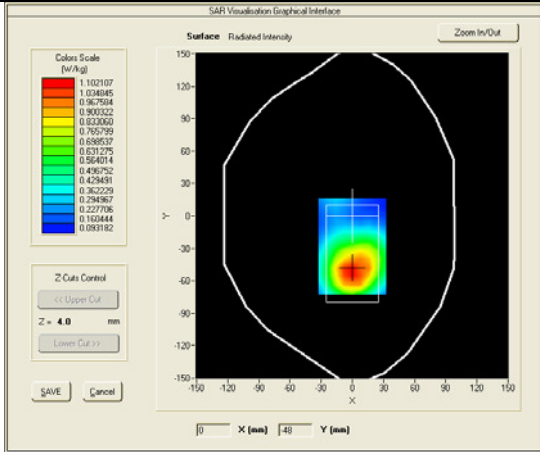 SAR Visualisation Graphical Interface
Surface Radiated Intensity
Zoom In/Out
Colors Scale
(W/kg)
1.102107
1.034845
0.967584
0.900322
0.833060
0.765799
0.698537
0.631275
0.564014
0.496752
0.429491
0.362229
0.294967
0.227706
0.160444
0.093182
150
120
90
60
30
0
-30
-60
-90
-120
-150
Y
-150 -120 -90 -60 -30 0 30 60 90 120 150
X
Z Cuts Control
<< Upper Cut
Z = 4.0 mm
Lower Cut >>
SAVE Cancel
0 X (mm) -48 Y (mm)